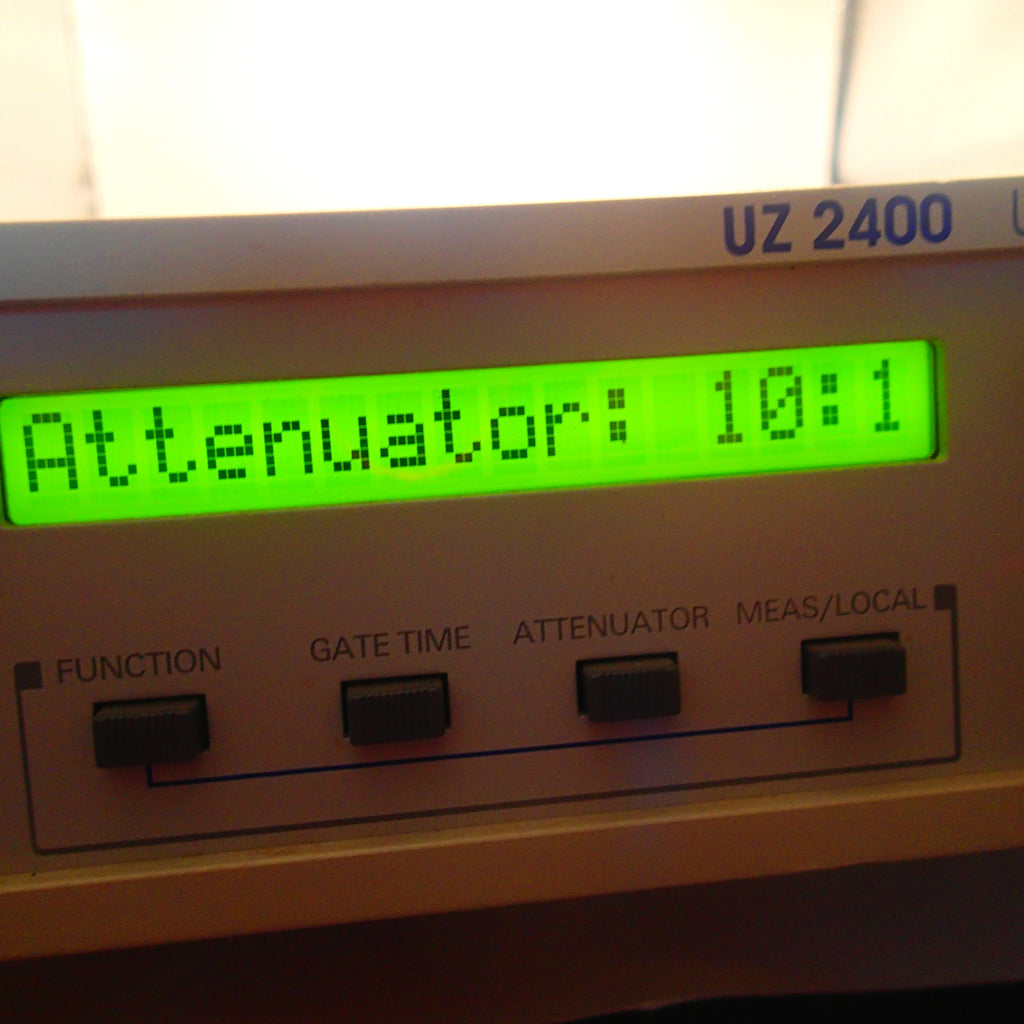 UZ 2400
Attenuator: 10:1
FUNCTION GATE TIME ATTENUATOR MEAS/LOCAL